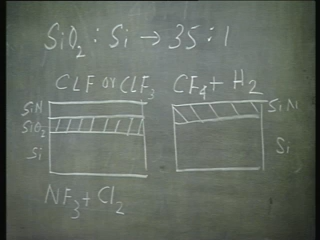 SiO₂ : Si → 35 : 1
CLF or CLF₃
CF₄ + H₂
SiN
SiO₂
Si
SiN
Si
NF₃ + Cl₂